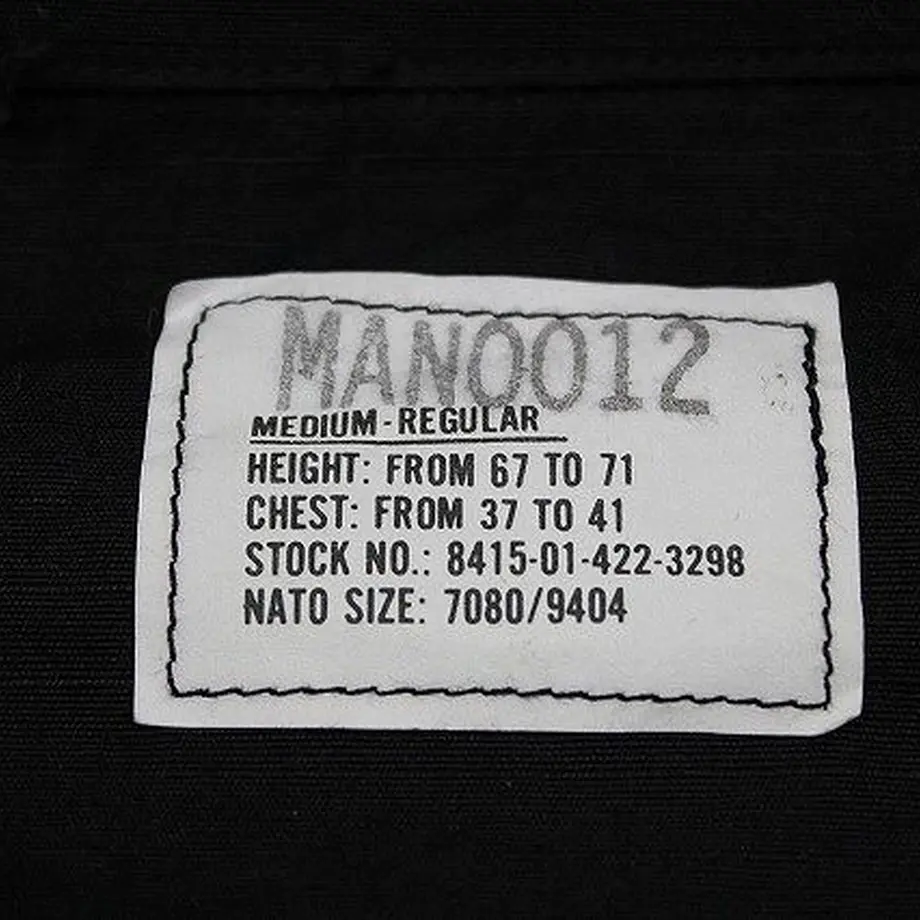 MAN0012
MEDIUM-REGULAR
HEIGHT: FROM 67 TO 71
CHEST: FROM 37 TO 41
STOCK NO.: 8415-01-422-3298
NATO SIZE: 7080/9404